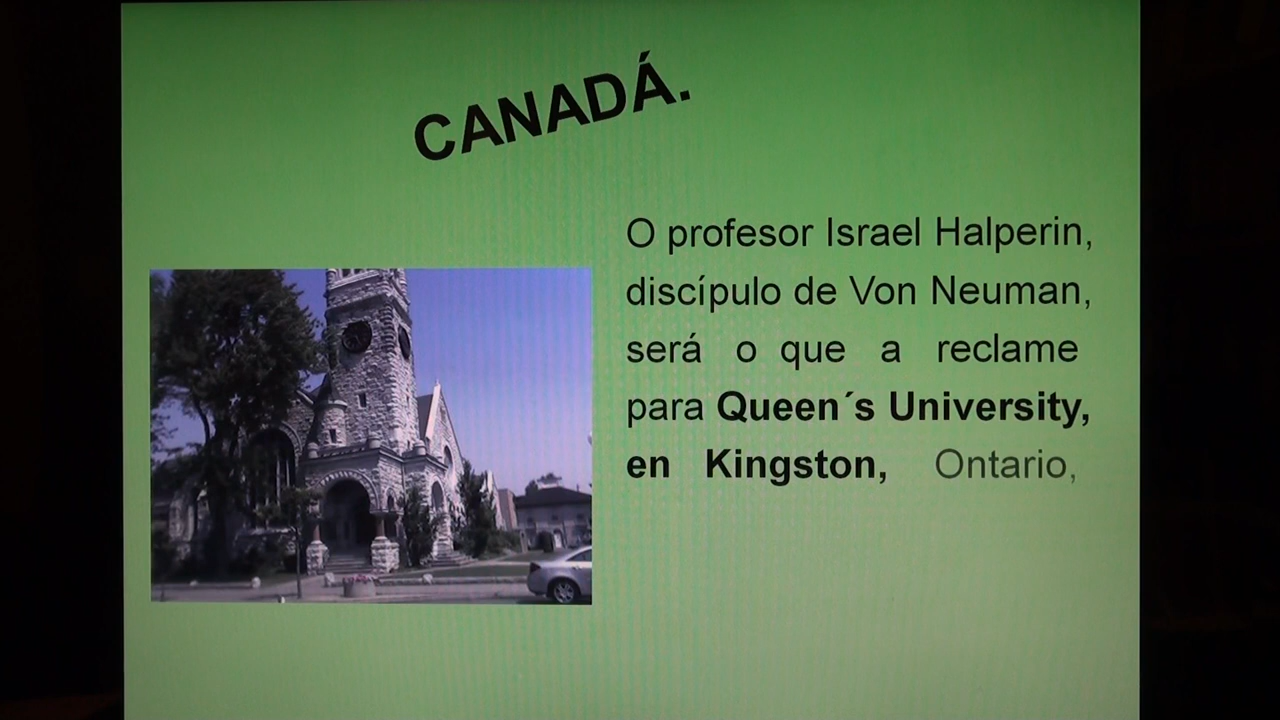 CANADÁ.
O profesor Israel Halperin,
discípulo de Von Neuman,
será o que a reclame
para Queen´s University,
en Kingston, Ontario,